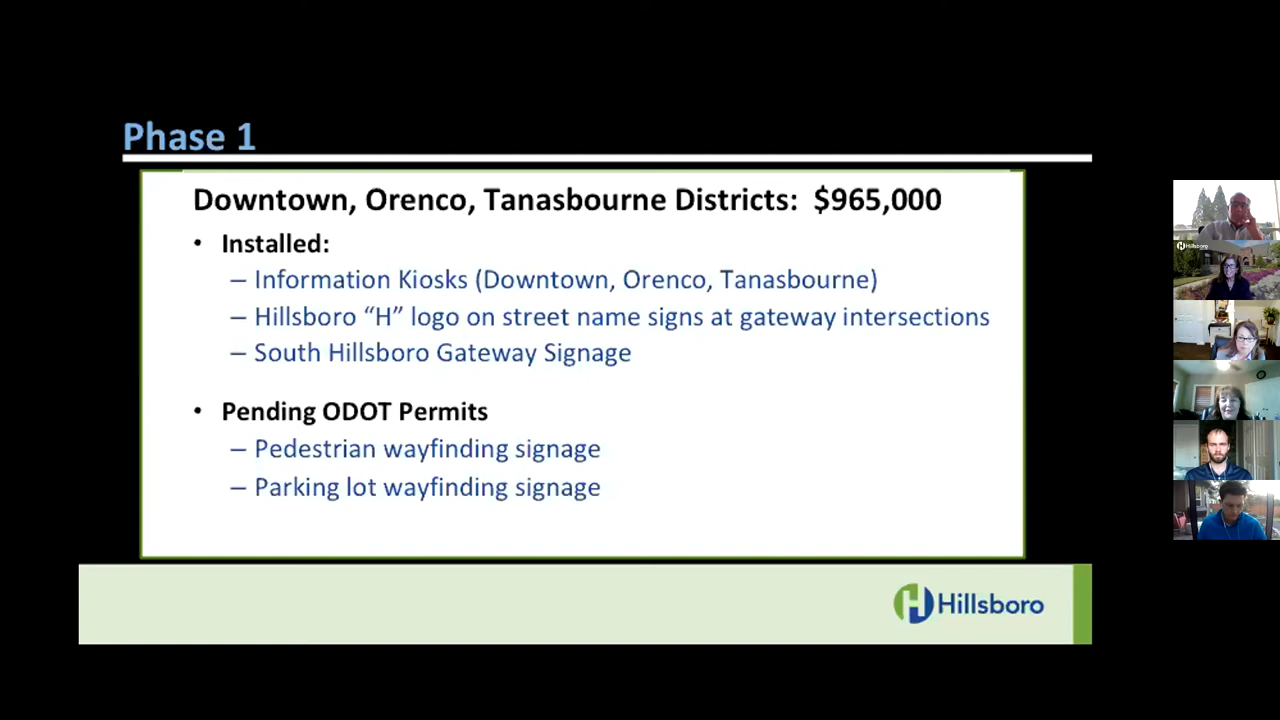 Phase 1
Downtown, Orenco, Tanasbourne Districts: $965,000
• Installed:
– Information Kiosks (Downtown, Orenco, Tanasbourne)
– Hillsboro “H” logo on street name signs at gateway intersections
– South Hillsboro Gateway Signage
• Pending ODOT Permits
– Pedestrian wayfinding signage
– Parking lot wayfinding signage
Hillsboro
Hillsboro